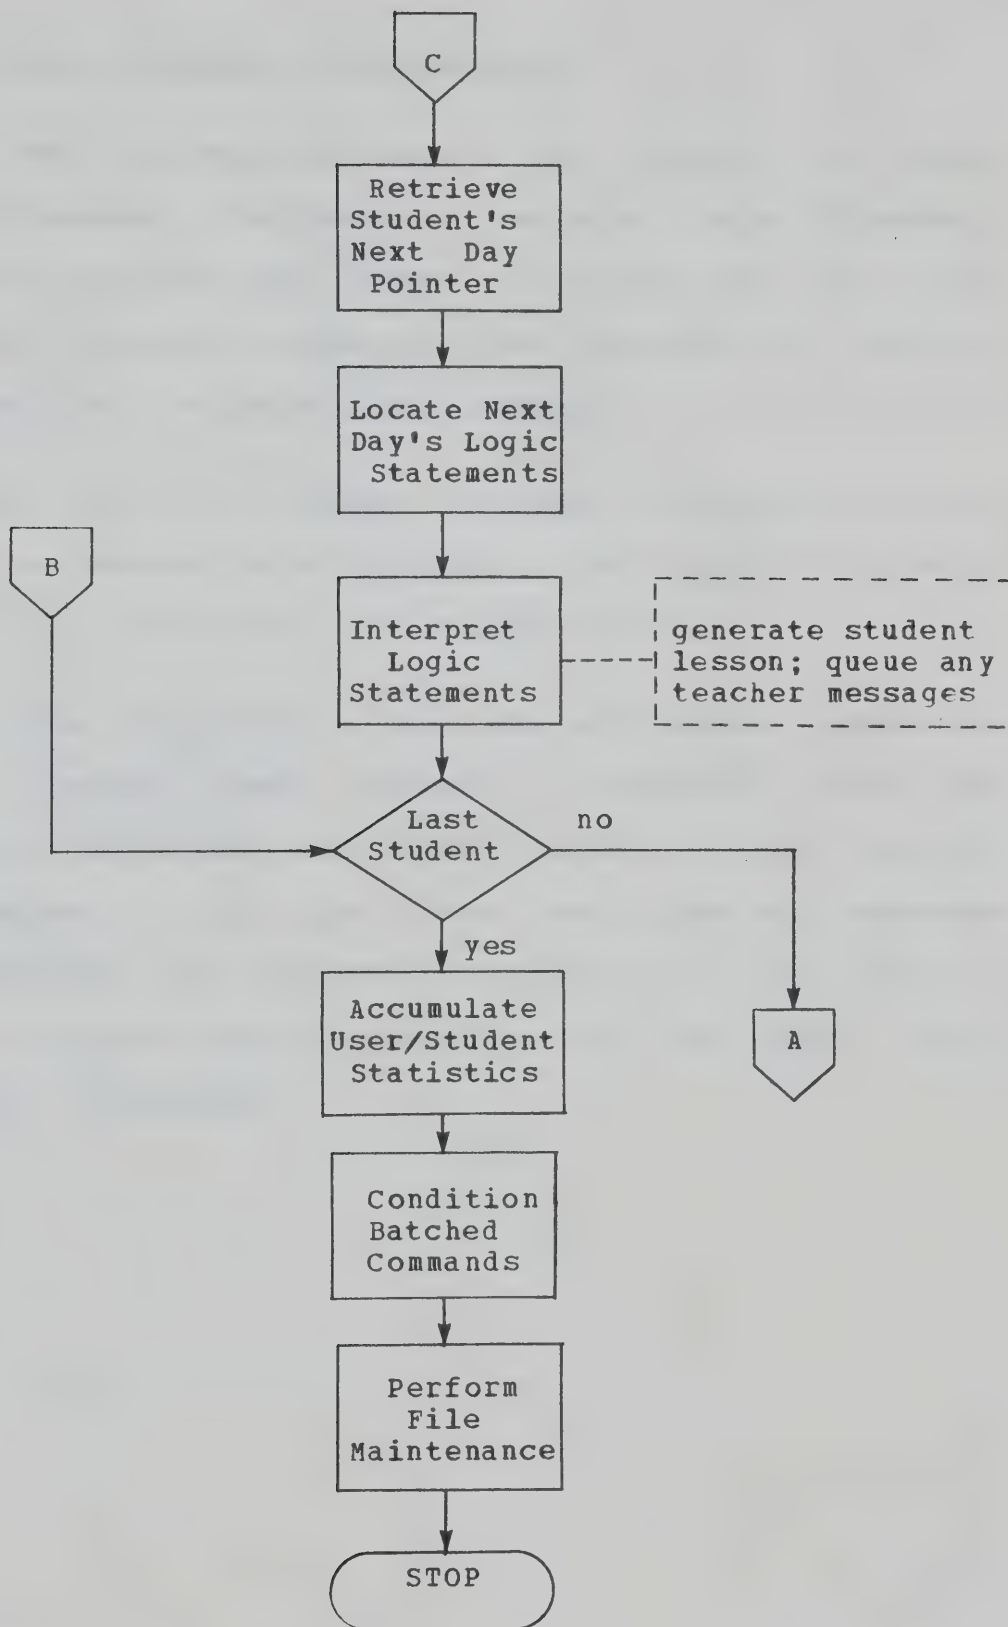 C
Retrieve
Student's
Next Day
Pointer
Locate Next
Day's Logic
Statements
B
Interpret
Logic
Statements
generate student
lesson; queue any
teacher messages
Last
Student
no
yes
Accumulate
User/Student
Statistics
A
Condition
Batched
Commands
Perform
File
Maintenance
STOP